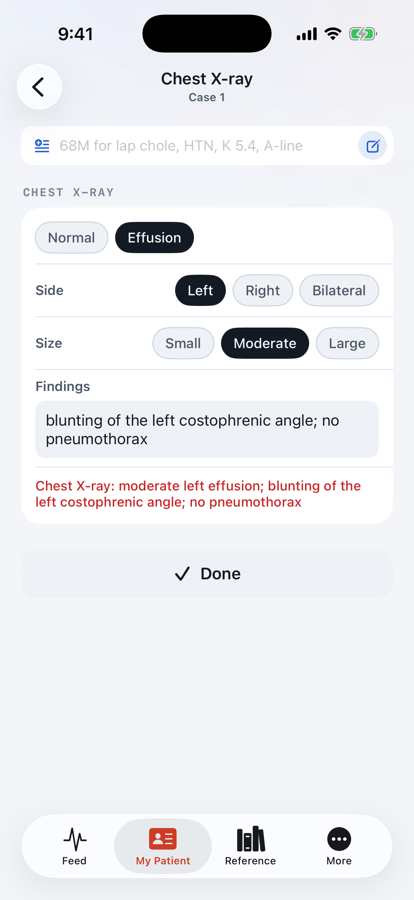 9:41
Chest X-ray
Case 1
68M for lap chole, HTN, K 5.4, A-line
CHEST X-RAY
Normal Effusion
Side Left Right Bilateral
Size Small Moderate Large
Findings
blunting of the left costophrenic angle; no
pneumothorax
Chest X-ray: moderate left effusion; blunting of the
left costophrenic angle; no pneumothorax
Done
Feed My Patient Reference More